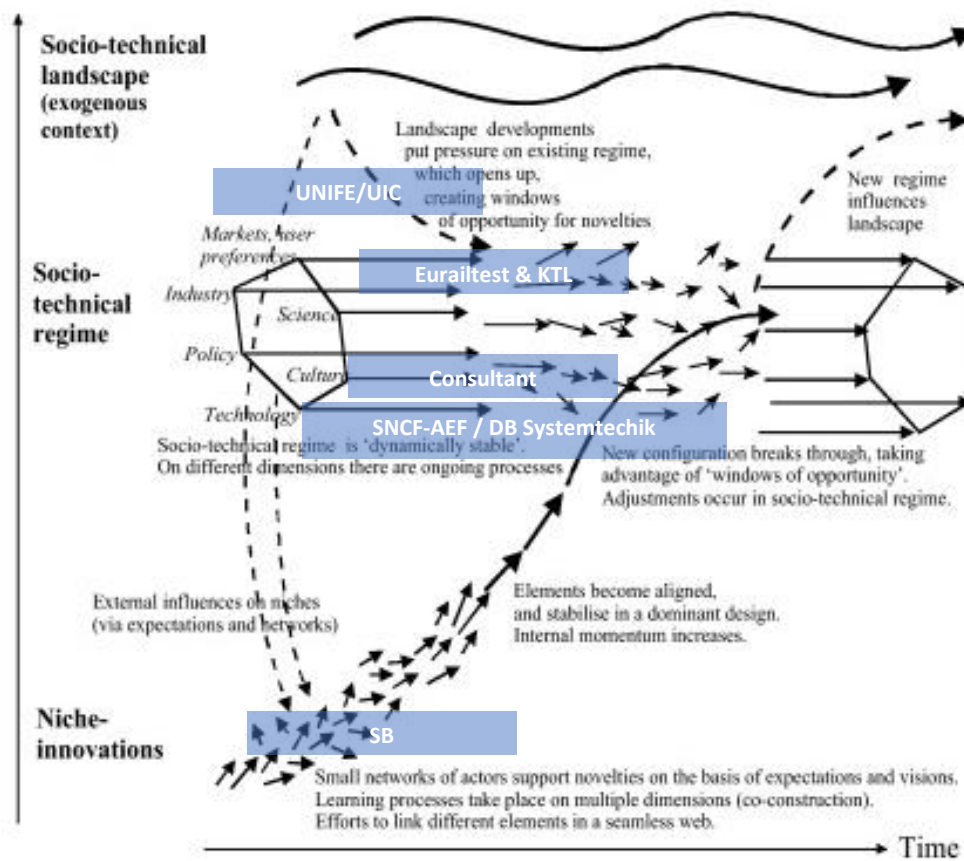 Socio-technical
landscape
(exogenous
context)
Landscape developments
put pressure on existing regime,
which opens up,
creating windows
of opportunity for novelties
UNIFE/UIC
New regime
influences
landscape
Markets, user
preferences
Socio-
technical
regime
Industry
Science
Policy
Culture
Technology
Eurailtest & KTL
Consultant
SNCF-AEF / DB Systemtechik
Socio-technical regime is ‘dynamically stable’.
On different dimensions there are ongoing processes
New configuration breaks through, taking
advantage of ‘windows of opportunity’.
Adjustments occur in socio-technical regime.
External influences on niches
(via expectations and networks)
Elements become aligned,
and stabilise in a dominant design.
Internal momentum increases.
Niche-
innovations
SB
Small networks of actors support novelties on the basis of expectations and visions.
Learning processes take place on multiple dimensions (co-construction).
Efforts to link different elements in a seamless web.
Time